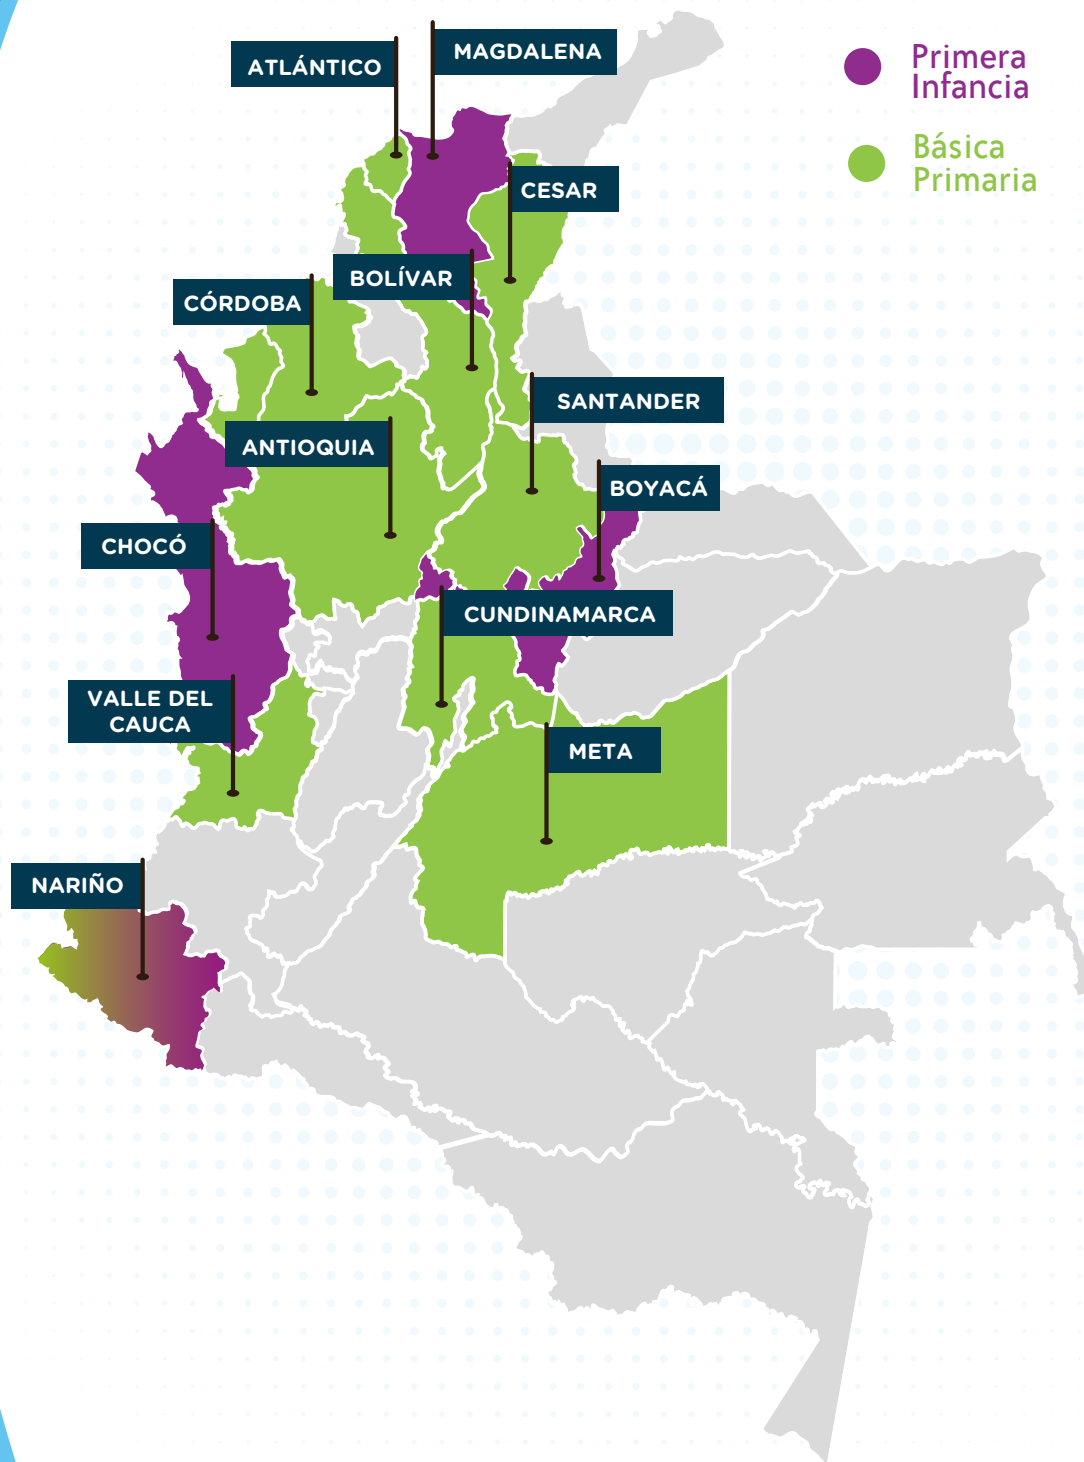 ATLÁNTICO
MAGDALENA
Primera
Infancia
Básica
Primaria
CESAR
BOLÍVAR
CÓRDOBA
SANTANDER
ANTIOQUIA
BOYACÁ
CHOCÓ
CUNDINAMARCA
VALLE DEL
CAUCA
META
NARIÑO